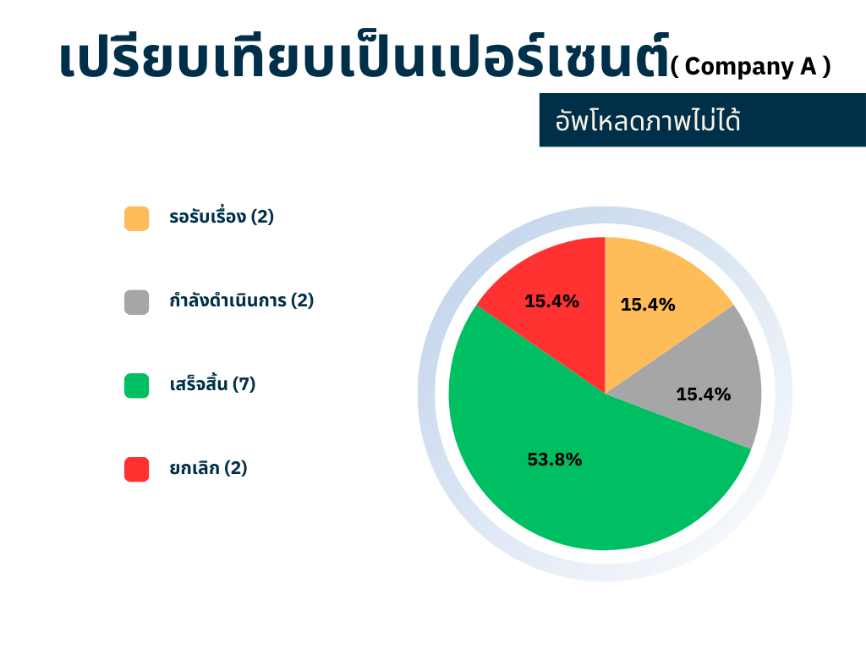 เปรียบเทียบเป็นเปอร์เซนต์( Company A )
อัพโหลดภาพไม่ได้
รอรับเรื่อง (2)
กำลังดำเนินการ (2)
เสร็จสิ้น (7)
ยกเลิก (2)
15.4%
15.4%
15.4%
53.8%